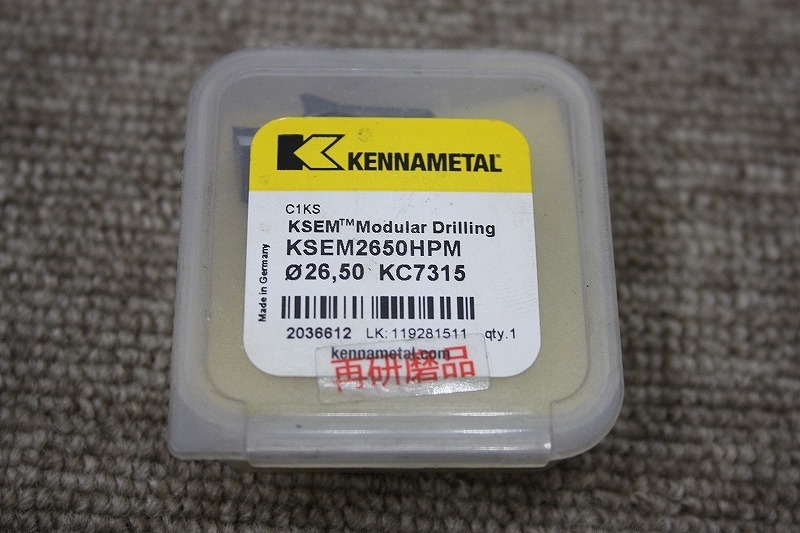 KENNAMETAL
C1KS
KSEM™ Modular Drilling
KSEM2650HPM
Ø26,50 KC7315
Made in Germany
2036612 LK: 119281511 qty.1
kennametal.com
再研磨品